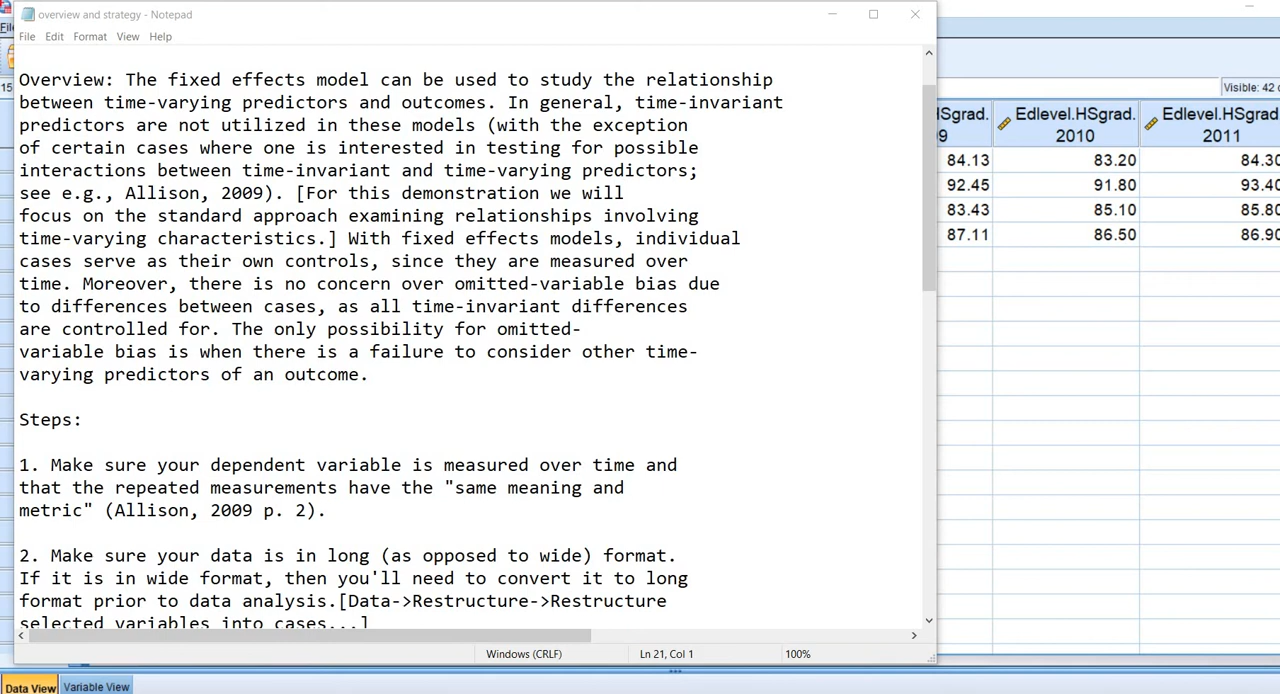 overview and strategy - Notepad
File Edit Format View Help
Overview: The fixed effects model can be used to study the relationship
between time-varying predictors and outcomes. In general, time-invariant
predictors are not utilized in these models (with the exception
of certain cases where one is interested in testing for possible
interactions between time-invariant and time-varying predictors;
see e.g., Allison, 2009). [For this demonstration we will
focus on the standard approach examining relationships involving
time-varying characteristics.] With fixed effects models, individual
cases serve as their own controls, since they are measured over
time. Moreover, there is no concern over omitted-variable bias due
to differences between cases, as all time-invariant differences
are controlled for. The only possibility for omitted-
variable bias is when there is a failure to consider other time-
varying predictors of an outcome.
Steps:
1. Make sure your dependent variable is measured over time and
that the repeated measurements have the "same meaning and
metric" (Allison, 2009 p. 2).
2. Make sure your data is in long (as opposed to wide) format.
If it is in wide format, then you'll need to convert it to long
format prior to data analysis.[Data->Restructure->Restructure
selected variables into cases...]
Windows (CRLF) Ln 21, Col 1 100%
Visible: 42
HSgrad. Edlevel.HSgrad. Edlevel.HSgrad.
9 2010 2011
84.13 83.20 84.30
92.45 91.80 93.40
83.43 85.10 85.80
87.11 86.50 86.90
15
Data View Variable View